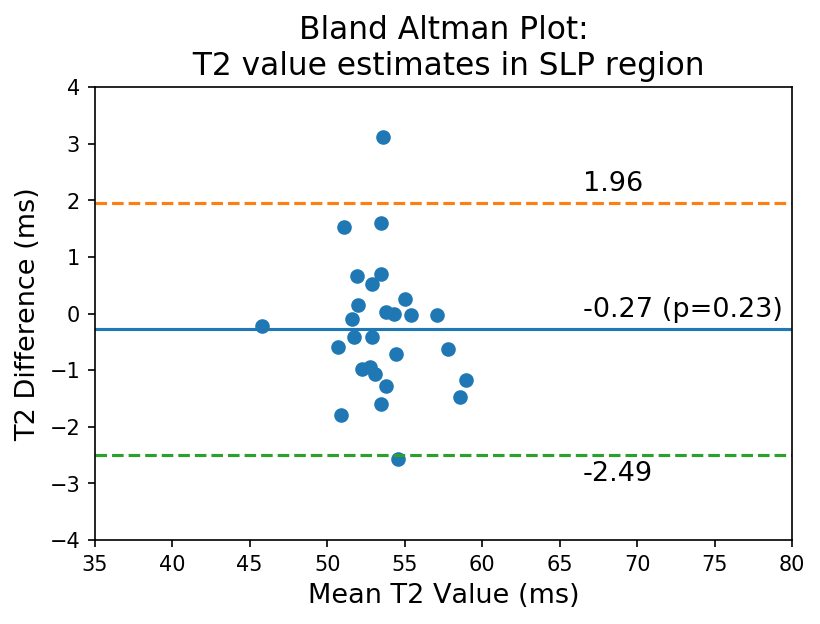 Bland Altman Plot:
T2 value estimates in SLP region
4
3
2
1
0
−1
−2
−3
−4
T2 Difference (ms)
1.96
-0.27 (p=0.23)
-2.49
35 40 45 50 55 60 65 70 75 80
Mean T2 Value (ms)